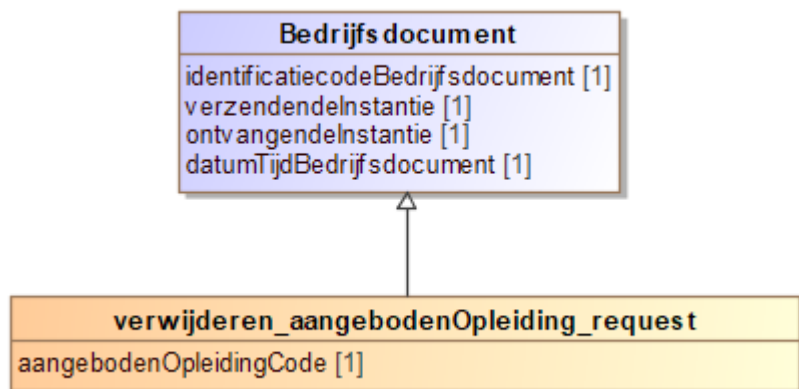 Bedrijfsdocument
identificatiecodeBedrijfsdocument [1]
verzendendeInstantie [1]
ontvangendeInstantie [1]
datumTijdBedrijfsdocument [1]
verwijderen_aangebodenOpleiding_request
aangebodenOpleidingCode [1]